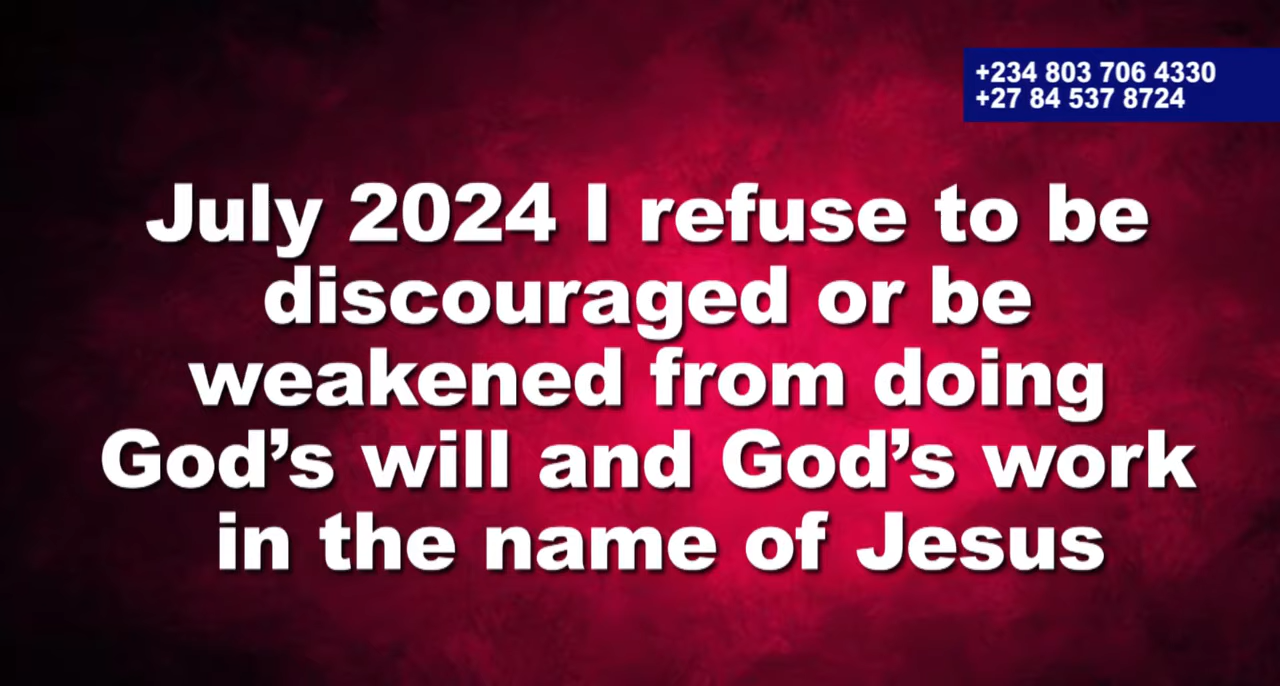 +234 803 706 4330
+27 84 537 8724
July 2024 I refuse to be
discouraged or be
weakened from doing
God’s will and God’s work
in the name of Jesus